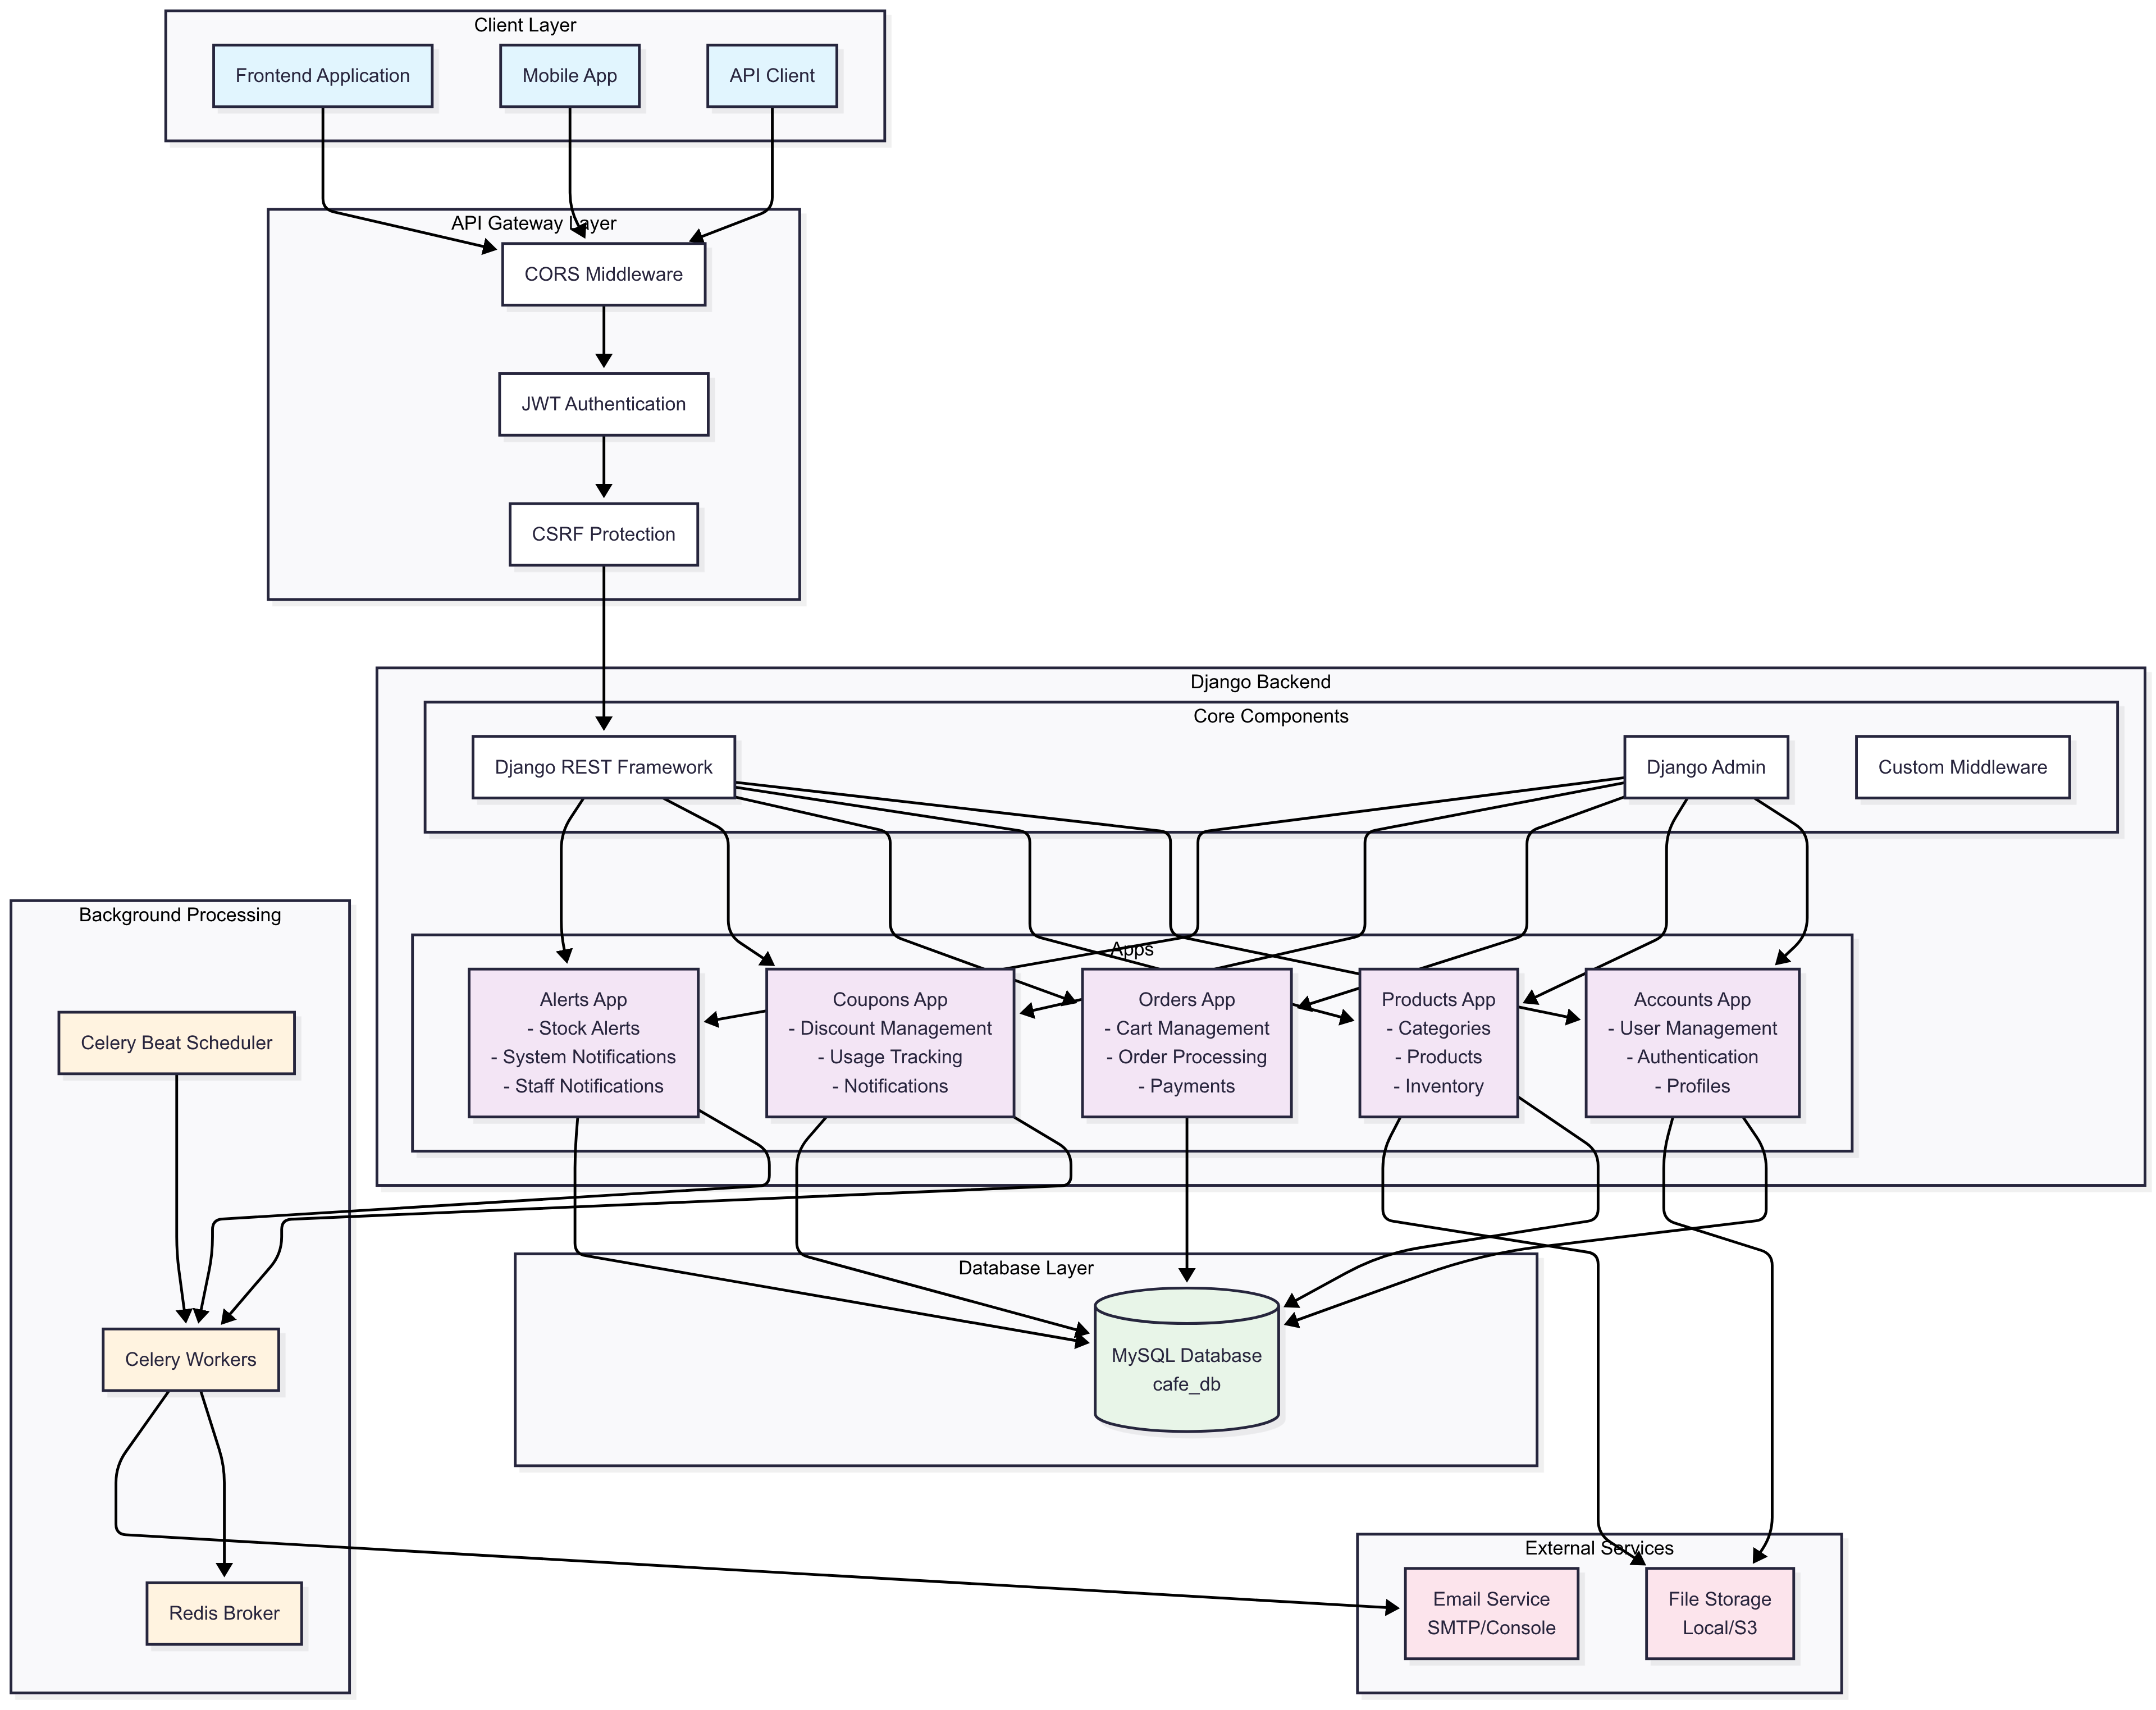 Client Layer
Frontend Application
Mobile App
API Client
API Gateway Layer
CORS Middleware
JWT Authentication
CSRF Protection
Django Backend
Core Components
Django REST Framework
Django Admin
Custom Middleware
Background Processing
Celery Beat Scheduler
Celery Workers
Redis Broker
Apps
Alerts App
- Stock Alerts
- System Notifications
- Staff Notifications
Coupons App
- Discount Management
- Usage Tracking
- Notifications
Orders App
- Cart Management
- Order Processing
- Payments
Products App
- Categories
- Products
- Inventory
Accounts App
- User Management
- Authentication
- Profiles
Database Layer
MySQL Database
cafe_db
External Services
Email Service
SMTP/Console
File Storage
Local/S3